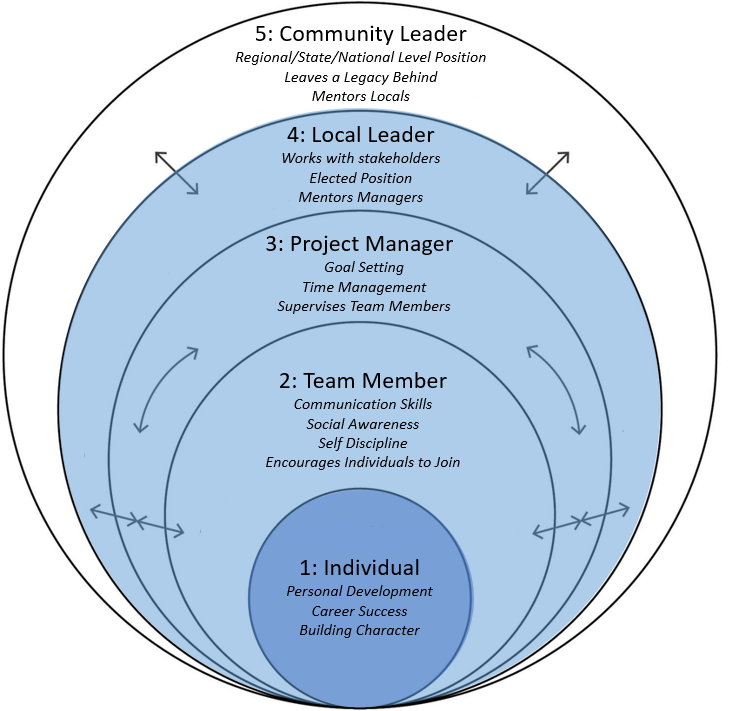 5: Community Leader
Regional/State/National Level Position
Leaves a Legacy Behind
Mentors Locals
4: Local Leader
Works with stakeholders
Elected Position
Mentors Managers
3: Project Manager
Goal Setting
Time Management
Supervises Team Members
2: Team Member
Communication Skills
Social Awareness
Self Discipline
Encourages Individuals to Join
1: Individual
Personal Development
Career Success
Building Character